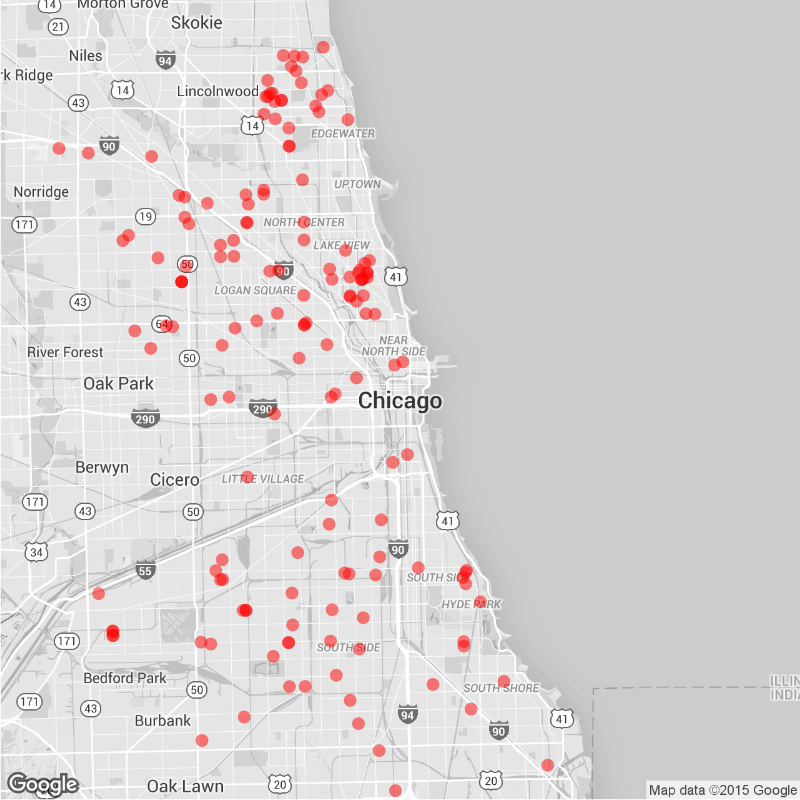 14
Morton Grove
21
Skokie
Niles
94
rk Ridge
14
Lincolnwood
43
14
EDGEWATER
90
Norridge
UPTOWN
171
19
NORTH CENTER
LAKE VIEW
50
90
41
LOGAN SQUARE
43
64
NEAR
NORTH SIDE
River Forest
50
Oak Park
Chicago
290
290
Berwyn
Cicero
LITTLE VILLAGE
171
43
50
41
34
90
55
SOUTH SIDE
HYDE PARK
171
SOUTH SIDE
Bedford Park
50
SOUTH SHORE
ILLIN
INDIA
171
43
94
Burbank
90
41
Google
Oak Lawn
20
20
Map data ©2015 Google